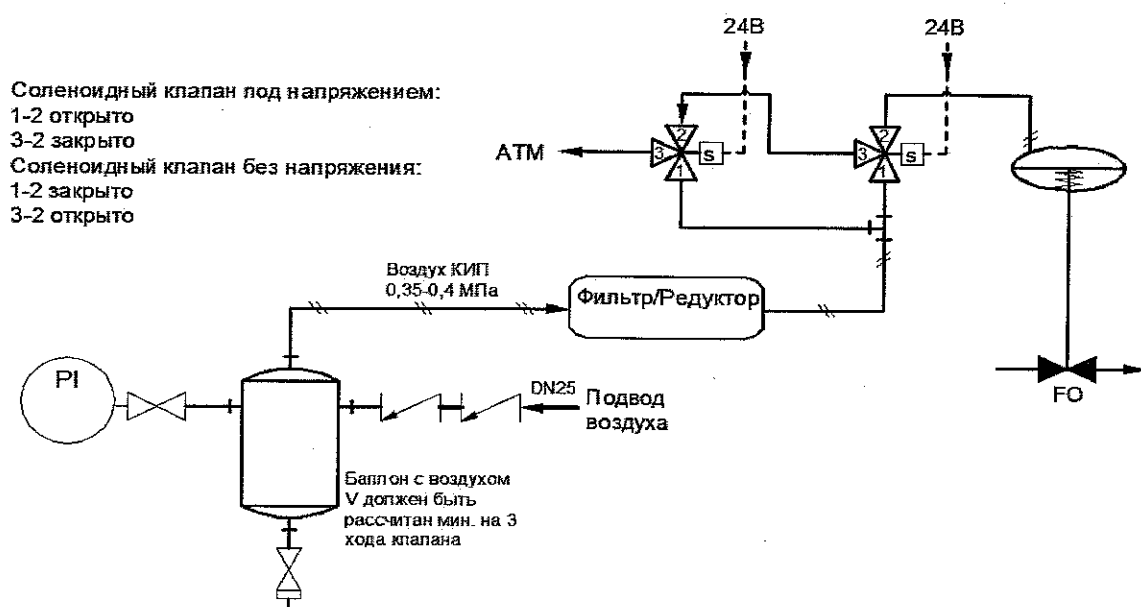 24В
24В
Соленоидный клапан под напряжением:
1-2 открыто
3-2 закрыто
Соленоидный клапан без напряжения:
1-2 закрыто
3-2 открыто
АТМ
3
2
1
S
3
2
1
S
Воздух КИП
0,35-0,4 МПа
Фильтр/Редуктор
PI
DN25
Подвод
воздуха
FO
Баллон с воздухом
V должен быть
рассчитан мин. на 3
хода клапана